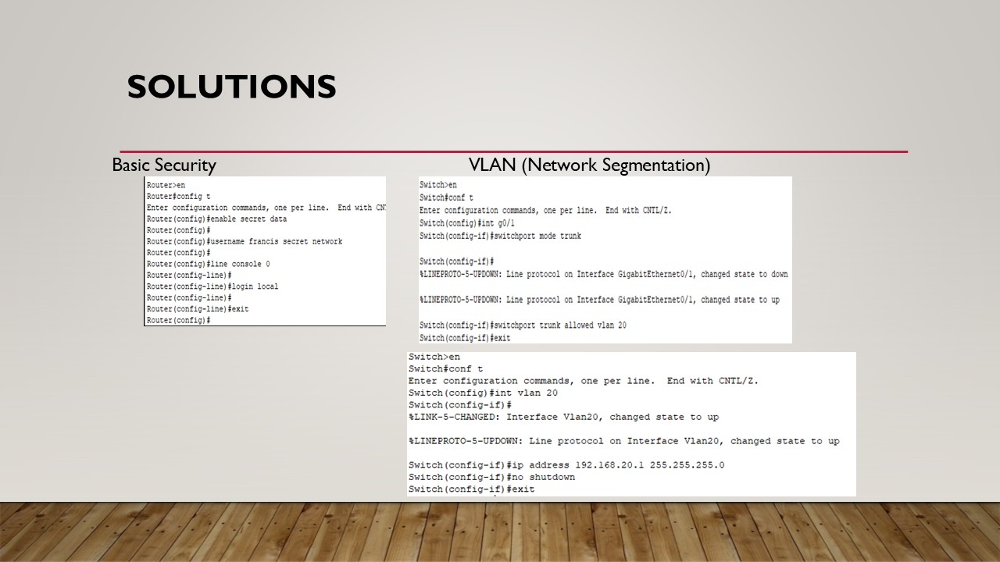 SOLUTIONS
Basic Security
Router>en
Router#config t
Enter configuration commands, one per line.  End with
Router(config)#enable secret data
Router(config)#
Router(config)#username francis secret network
Router(config)#
Router(config)#line console 0
Router(config-line)#
Router(config-line)#login local
Router(config-line)#
Router(config-line)#exit
Router(config)#
VLAN (Network Segmentation)
Switch>en
Switch#conf t
Enter configuration commands, one per line.  End with CNTL/Z.
Switch(config)#int g0/1
Switch(config-if)#switchport mode trunk
Switch(config-if)#
%LINEPROTO-5-UPDOWN: Line protocol on Interface GigabitEthernet0/1, changed state to down
%LINEPROTO-5-UPDOWN: Line protocol on Interface GigabitEthernet0/1, changed state to up
Switch(config-if)#switchport trunk allowed vlan 20
Switch(config-if)#exit
Switch>en
Switch#conf t
Enter configuration commands, one per line.  End with CNTL/Z.
Switch(config)#int vlan 20
Switch(config-if)#
%LINK-5-CHANGED: Interface Vlan20, changed state to up
%LINEPROTO-5-UPDOWN: Line protocol on Interface Vlan20, changed state to up
Switch(config-if)#ip address 192.168.20.1 255.255.255.0
Switch(config-if)#no shutdown
Switch(config-if)#exit